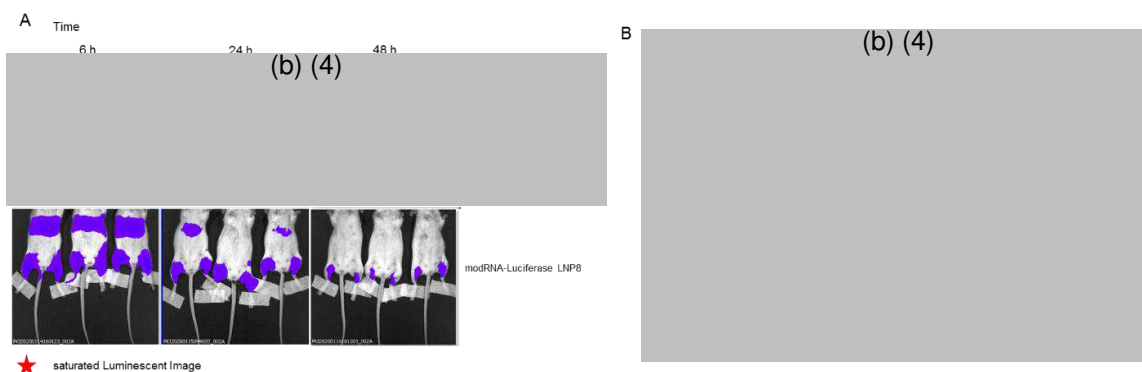 A
Time
6 h 24 h 48 h
(b) (4)
modRNA-Luciferase LNP8
saturated Luminescent Image
B
(b) (4)